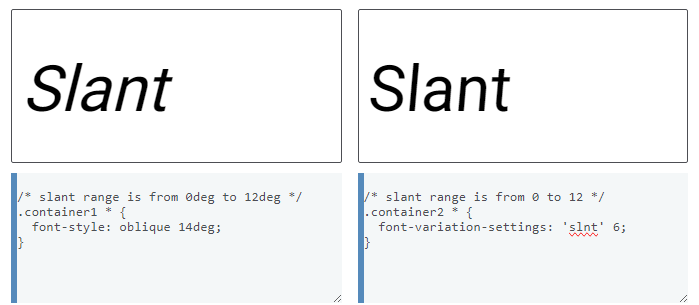 Slant
Slant
/* slant range is from 0deg to 12deg */
.container1 * {
  font-style: oblique 14deg;
}
/* slant range is from 0 to 12 */
.container2 * {
  font-variation-settings: 'slnt' 6;
}